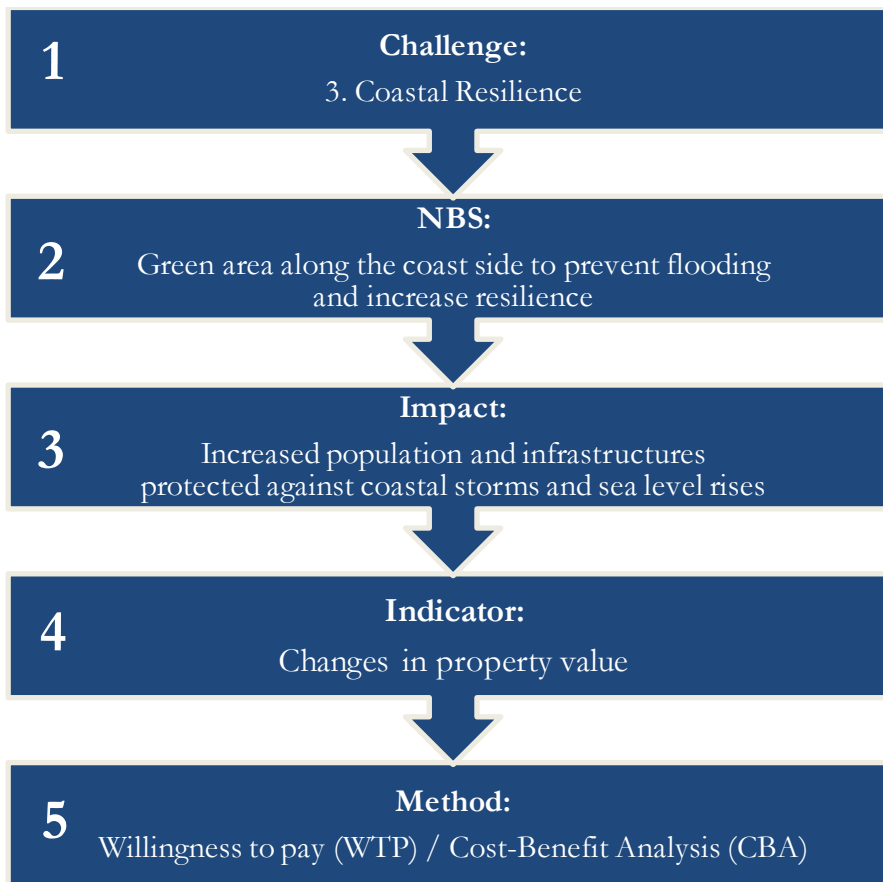 1
Challenge:
3. Coastal Resilience
2
NBS:
Green area along the coast side to prevent flooding
and increase resilience
3
Impact:
Increased population and infrastructures
protected against coastal storms and sea level rises
4
Indicator:
Changes in property value
5
Method:
Willingness to pay (WTP) / Cost-Benefit Analysis (CBA)